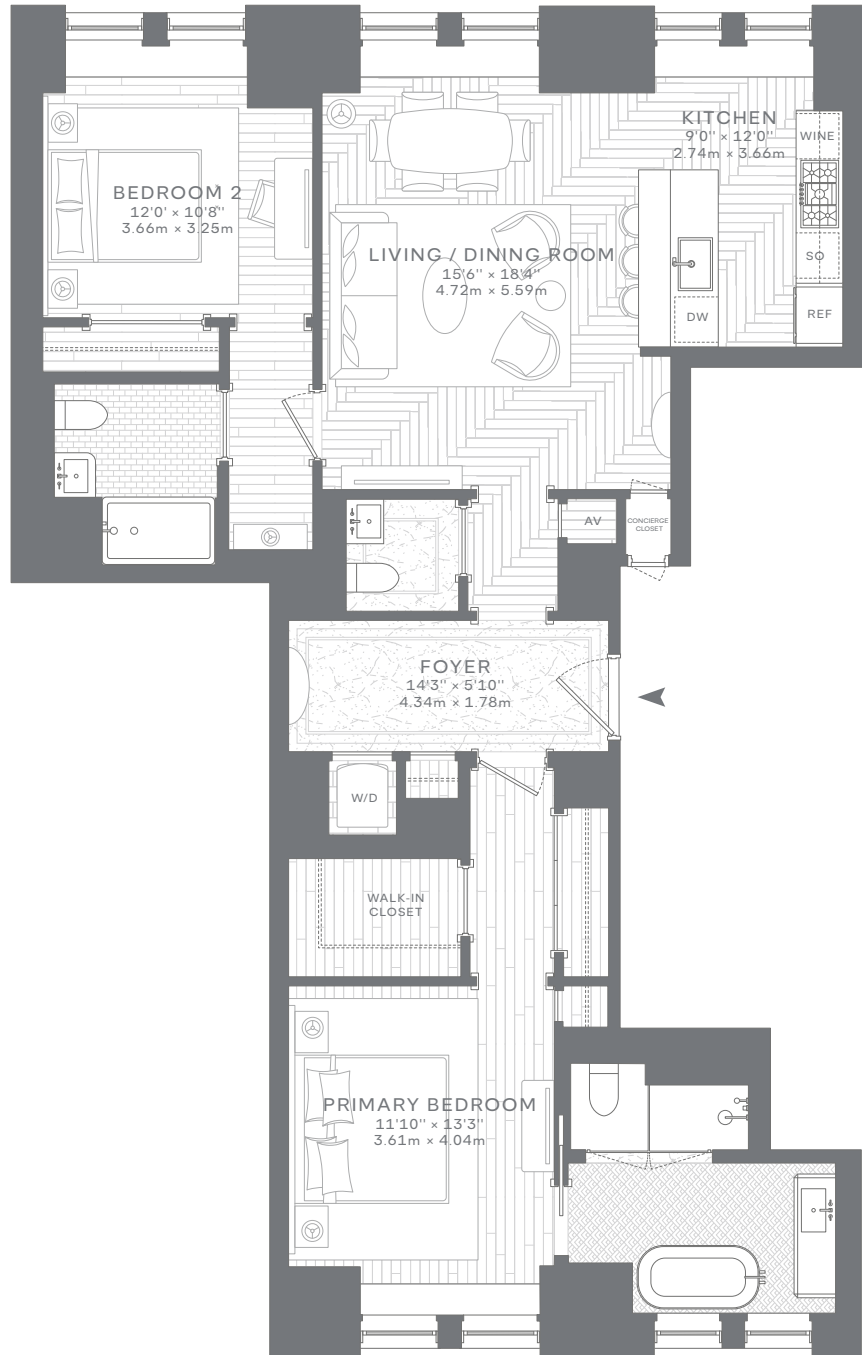 KITCHEN
9'0'' × 12'0''
2.74m × 3.66m
WINE
BEDROOM 2
12'0' × 10'8''
3.66m × 3.25m
LIVING / DINING ROOM
15'6'' × 18'4''
4.72m × 5.59m
SO
DW
REF
AV
CONCIERGE
CLOSET
FOYER
14'3'' × 5'10''
4.34m × 1.78m
W/D
WALK-IN
CLOSET
PRIMARY BEDROOM
11'10'' × 13'3''
3.61m × 4.04m